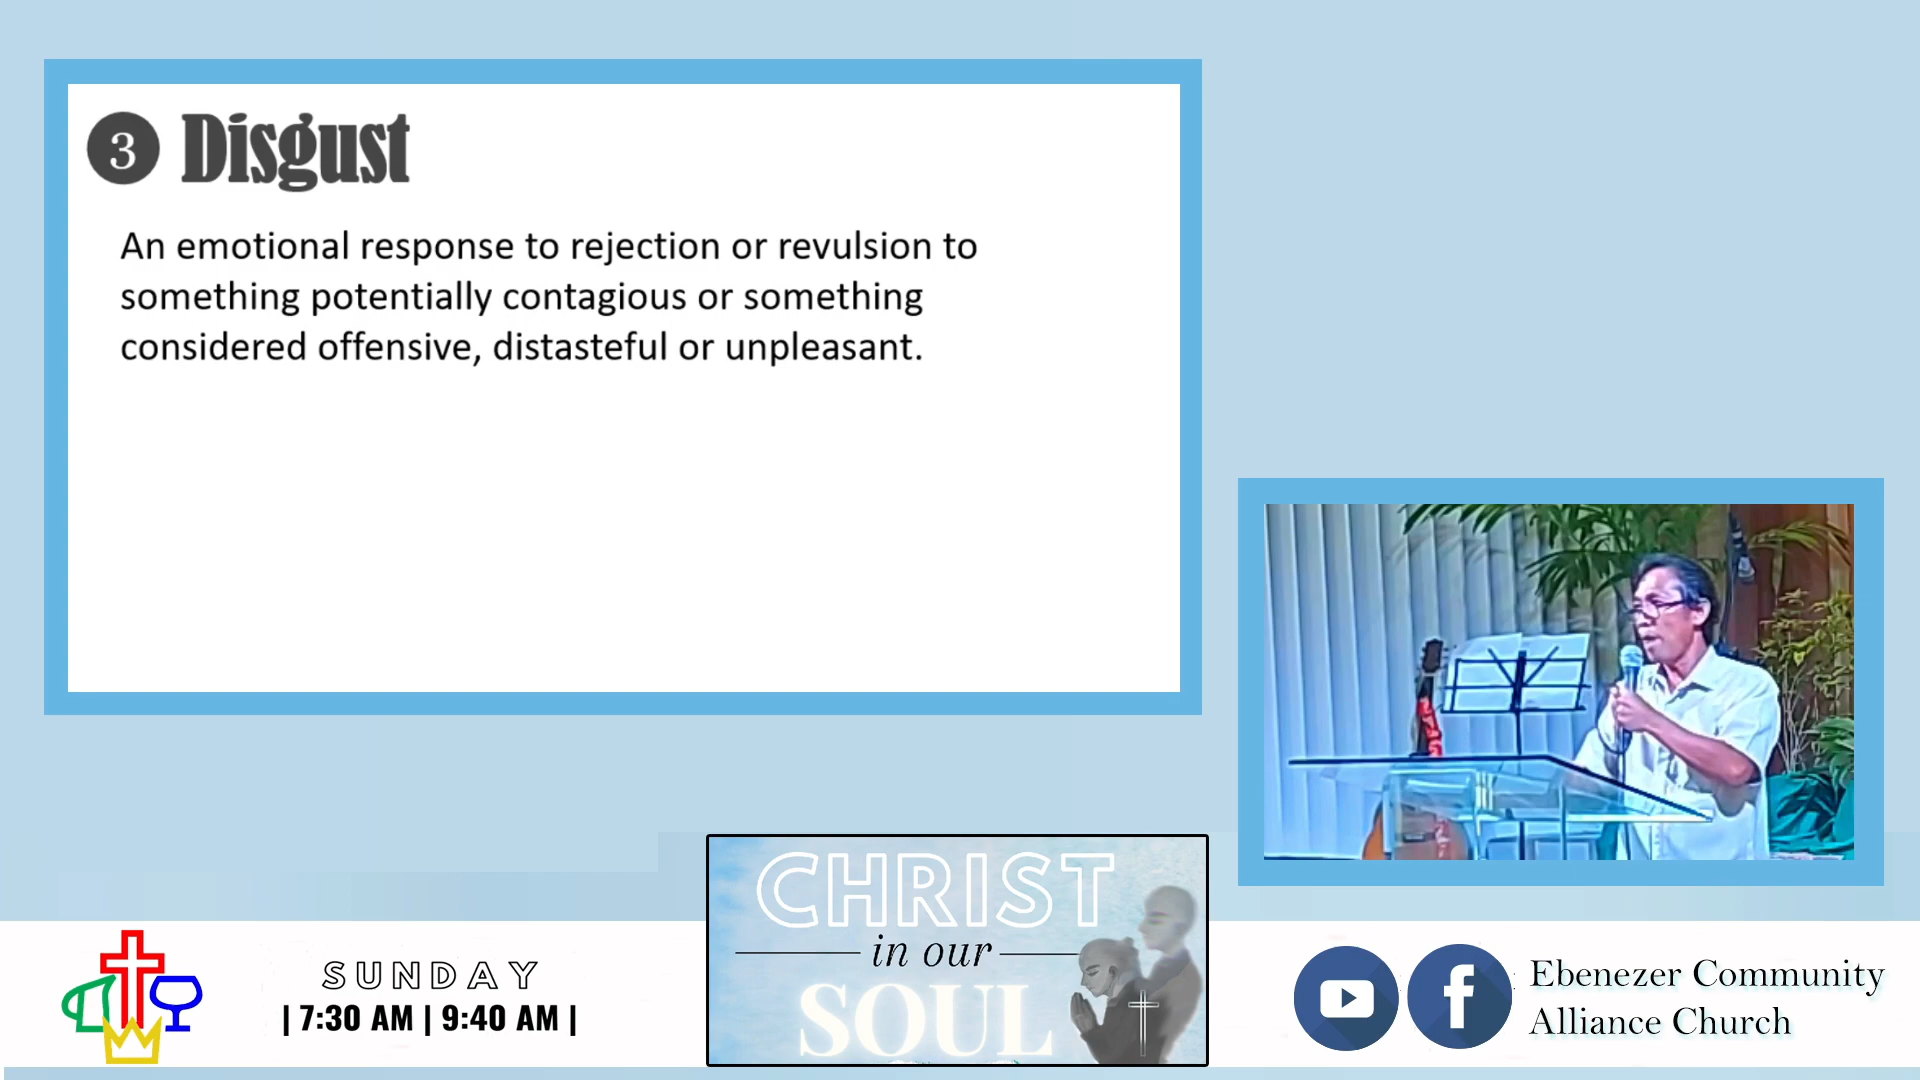 3 Disgust
An emotional response to rejection or revulsion to
something potentially contagious or something
considered offensive, distasteful or unpleasant.
SUNDAY
| 7:30 AM | 9:40 AM |
CHRIST
in our
SOUL
Ebenezer Community
Alliance Church